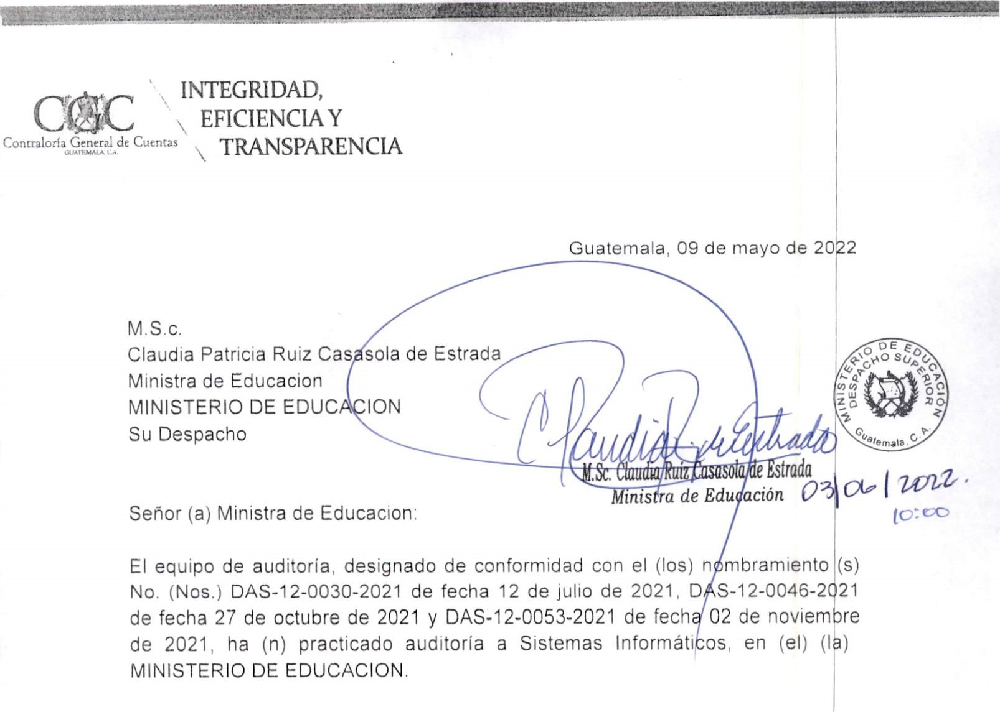 CGC
Contraloría General de Cuentas
GUATEMALA, C.A.
INTEGRIDAD,
EFICIENCIA Y
TRANSPARENCIA
Guatemala, 09 de mayo de 2022
M.S.c.
Claudia Patricia Ruiz Casasola de Estrada
Ministra de Educacion
MINISTERIO DE EDUCACION
Su Despacho
MINISTERIO DE EDUCACIÓN
DESPACHO SUPERIOR
Guatemala, C.A.
Claudia R. de Estrada
M.Sc. Claudia Ruiz Casasola de Estrada
Ministra de Educación
03/06/2022.
10:00
Señor (a) Ministra de Educacion:
El equipo de auditoría, designado de conformidad con el (los) nombramiento (s)
No. (Nos.) DAS-12-0030-2021 de fecha 12 de julio de 2021, DAS-12-0046-2021
de fecha 27 de octubre de 2021 y DAS-12-0053-2021 de fecha 02 de noviembre
de 2021, ha (n) practicado auditoría a Sistemas Informáticos, en (el) (la)
MINISTERIO DE EDUCACION.